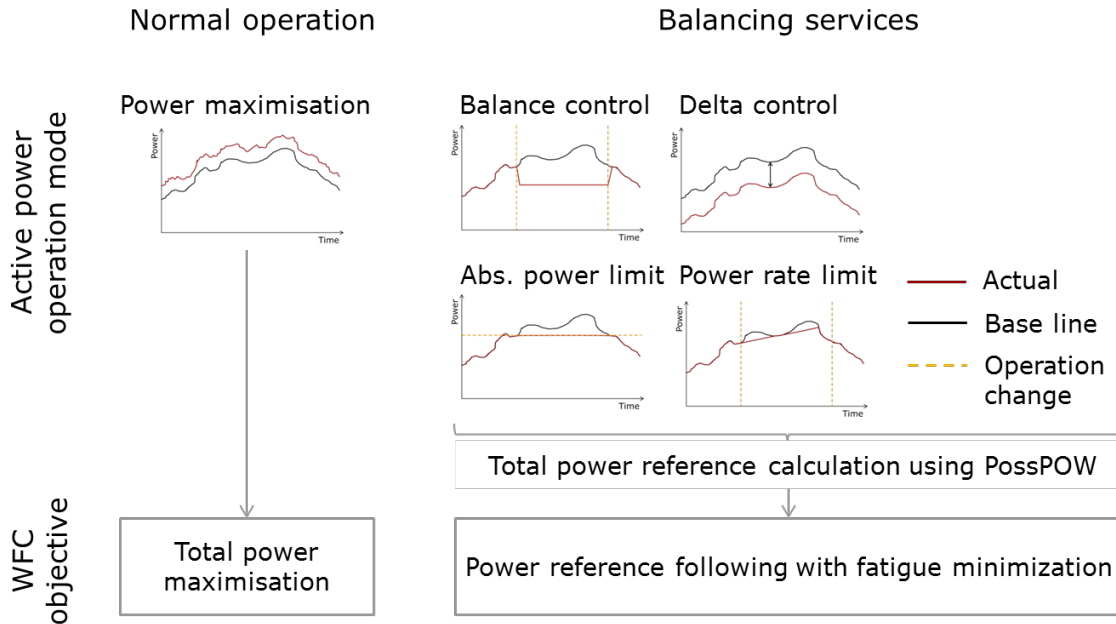 Normal operation
Balancing services
Active power
operation mode
Power maximisation
Power
Time
Balance control
Power
Time
Delta control
Power
Time
Abs. power limit
Power
Time
Power rate limit
Power
Time
Actual
Base line
Operation
change
Total power reference calculation using PossPOW
WFC
objective
Total power
maximisation
Power reference following with fatigue minimization